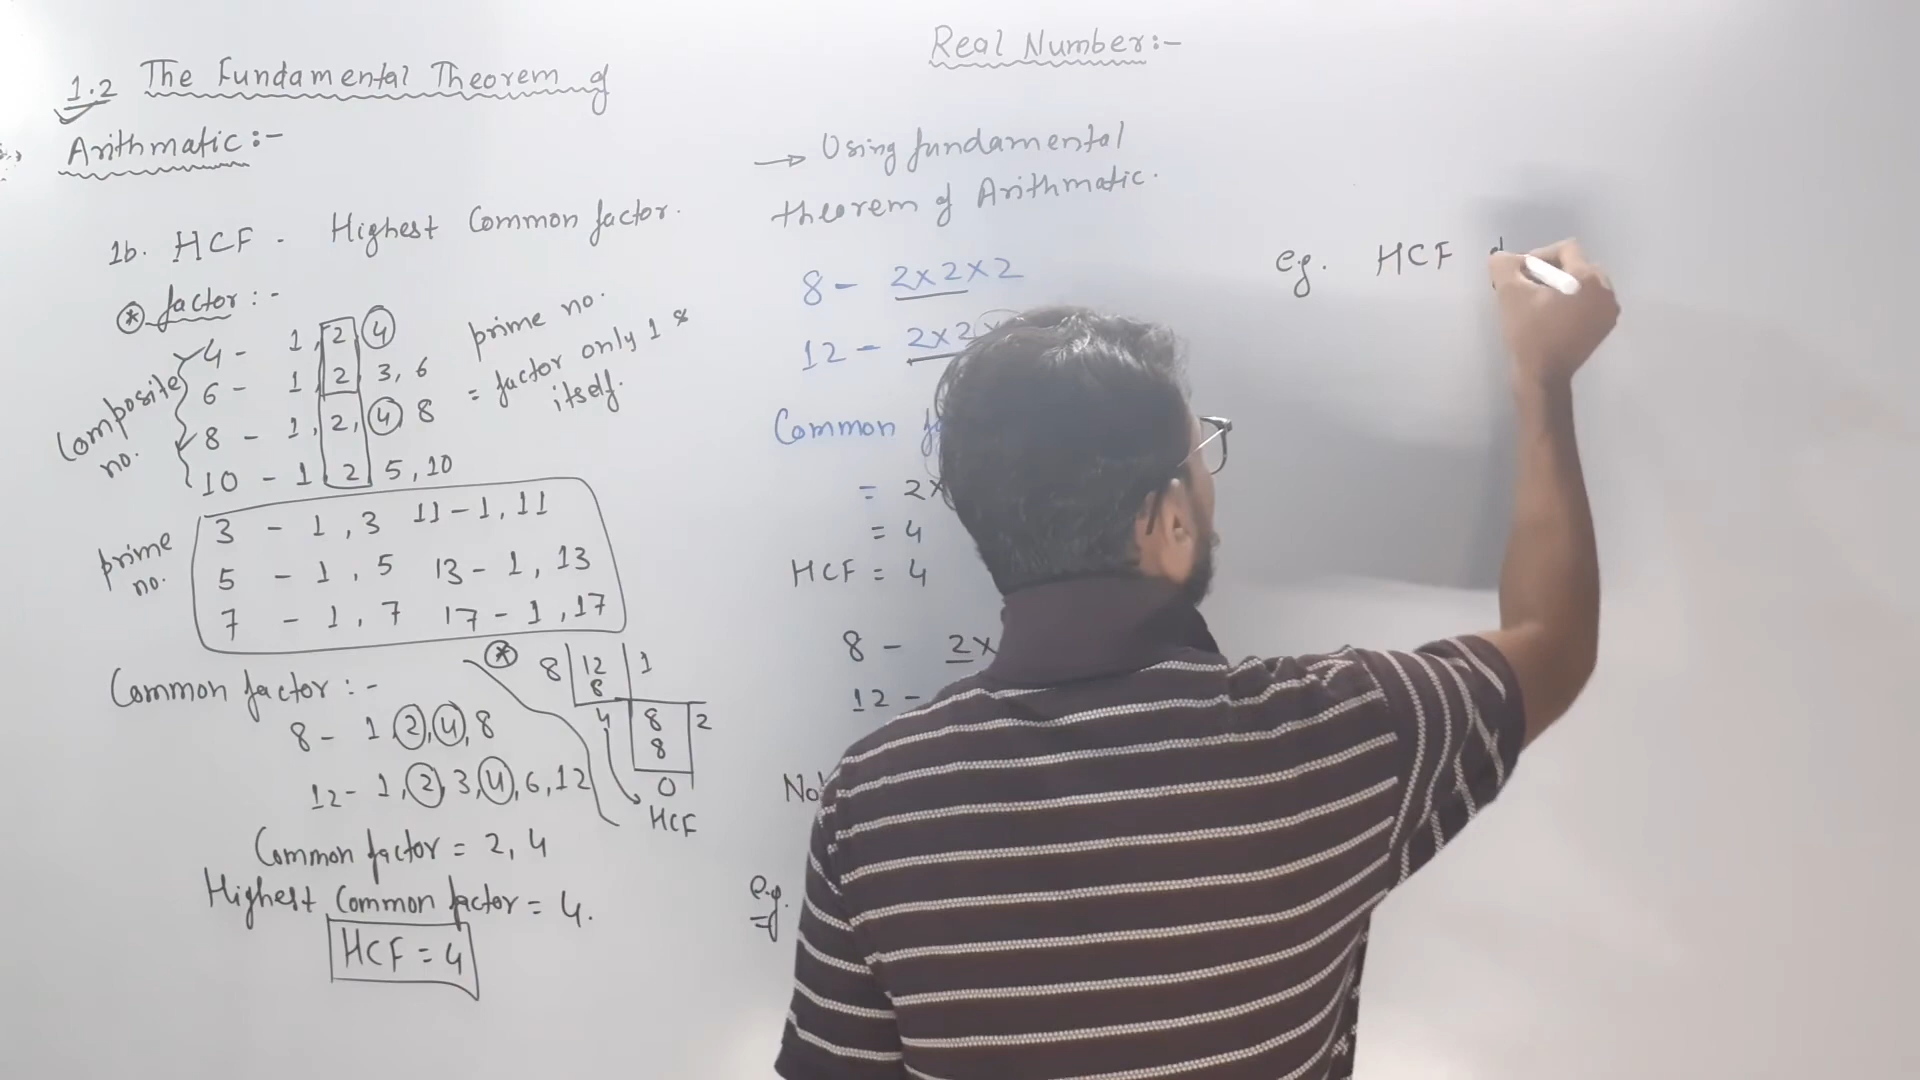 1.2 The Fundamental Theorem of
Arithmatic:-
1b. HCF - Highest Common factor.
* factor :-
Composite no.
4 - 1, 2, 4
6 - 1, 2, 3, 6
8 - 1, 2, 4, 8
10 - 1, 2, 5, 10
prime no.
= factor only 1 &
itself.
prime no.
3 - 1, 3 11 - 1, 11
5 - 1, 5 13 - 1, 13
7 - 1, 7 17 - 1, 17
Common factor :-
8 - 1, 2, 4, 8
12 - 1, 2, 3, 4, 6, 12
Common factor = 2, 4
Highest Common factor = 4.
HCF = 4
*
8 12 1
8
4 8 2
8
0
HCF
Real Number:-
→ Using fundamental
theorem of Arithmatic.
8 - 2×2×2
12 - 2×2×
Common
= 2×
= 4
HCF = 4
8 - 2×
12 -
e.g.
eg. HCF